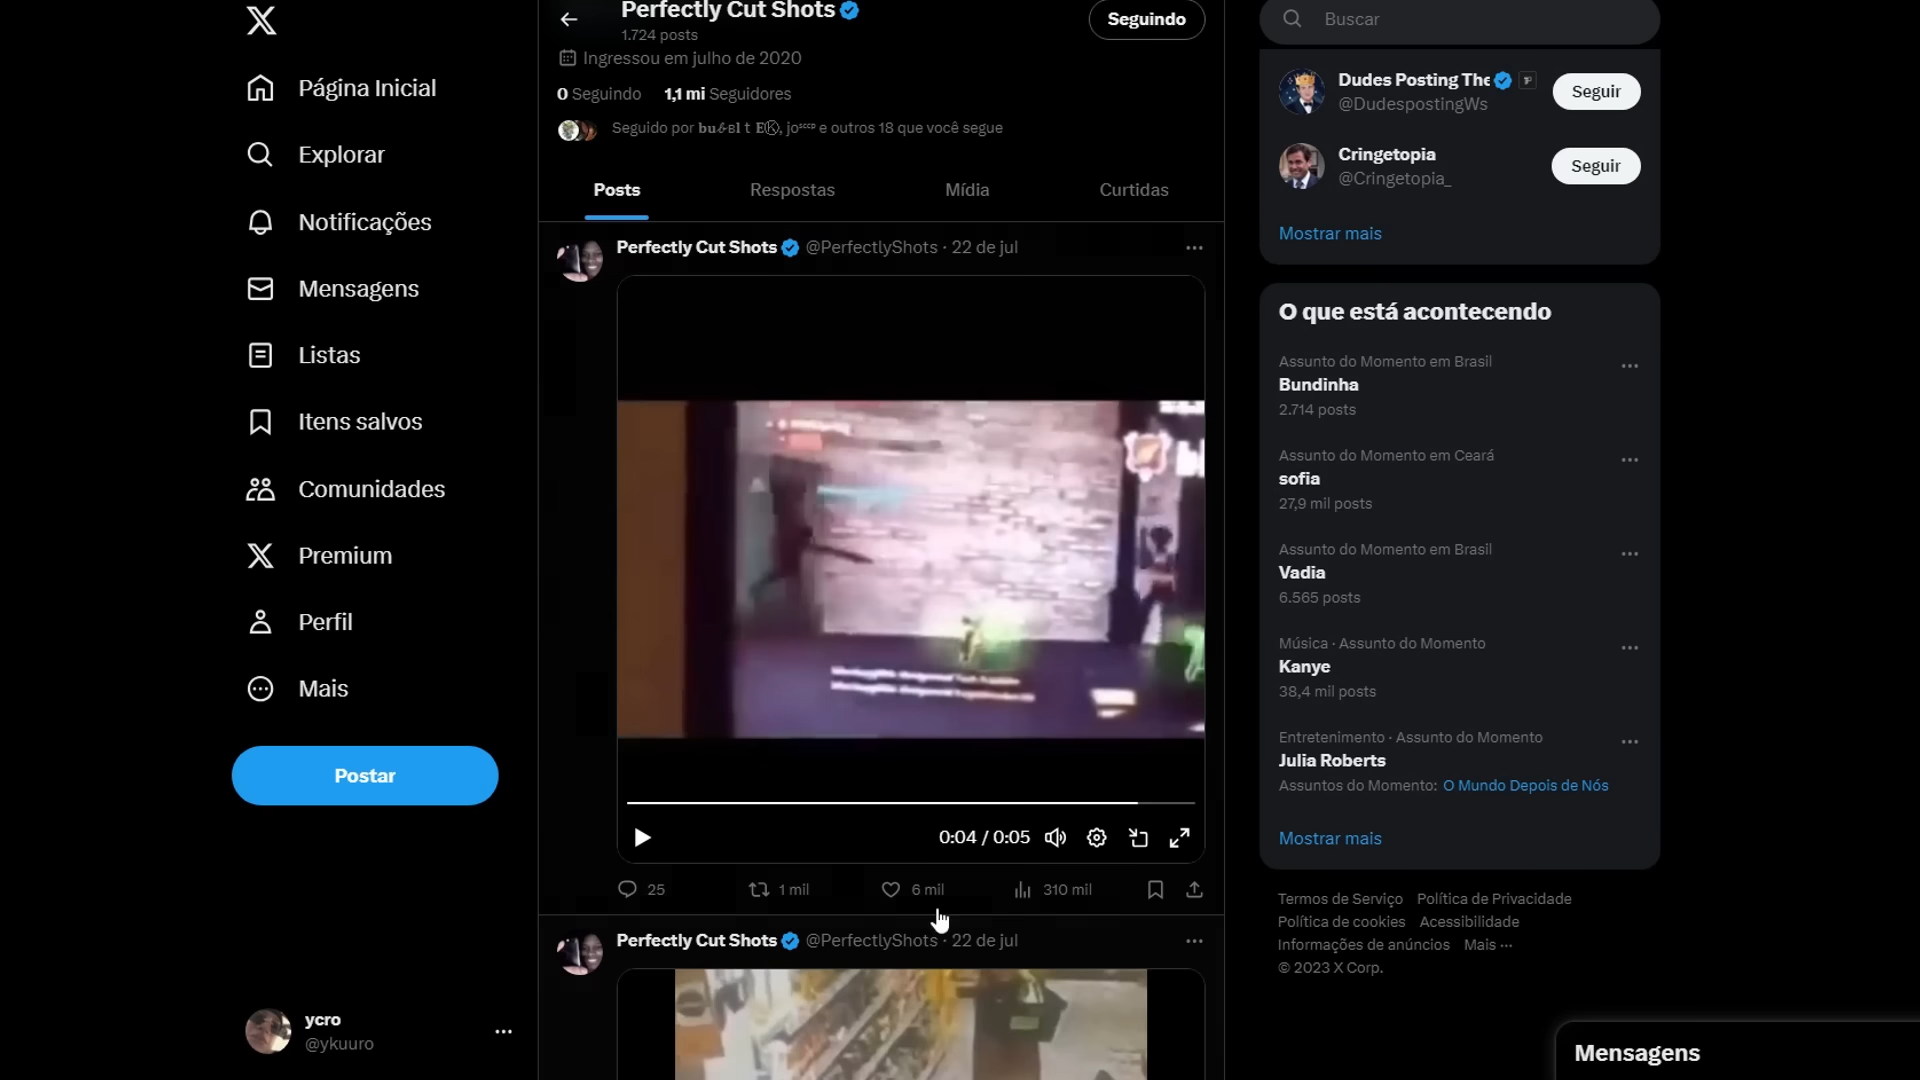 Página Inicial
Explorar
Notificações
Mensagens
Listas
Itens salvos
Comunidades
Premium
Perfil
Mais
Postar
ycro
@ykuuro
Perfectly Cut Shots
1.724 posts
Seguindo
Ingressou em julho de 2020
0 Seguindo 1,1 mi Seguidores
Seguido por bu&Bl t EⓀ, joˢᶜᶜᵖ e outros 18 que você segue
Posts Respostas Mídia Curtidas
Perfectly Cut Shots @PerfectlyShots · 22 de jul
0:04 / 0:05
25 1 mil 6 mil 310 mil
Perfectly Cut Shots @PerfectlyShots · 22 de jul
Buscar
Dudes Posting The
@DudespostingWs
Seguir
Cringetopia
@Cringetopia_
Seguir
Mostrar mais
O que está acontecendo
Assunto do Momento em Brasil
Bundinha
2.714 posts
Assunto do Momento em Ceará
sofia
27,9 mil posts
Assunto do Momento em Brasil
Vadia
6.565 posts
Música · Assunto do Momento
Kanye
38,4 mil posts
Entretenimento · Assunto do Momento
Julia Roberts
Assuntos do Momento: O Mundo Depois de Nós
Mostrar mais
Termos de Serviço Política de Privacidade
Política de cookies Acessibilidade
Informações de anúncios Mais ···
© 2023 X Corp.
Mensagens